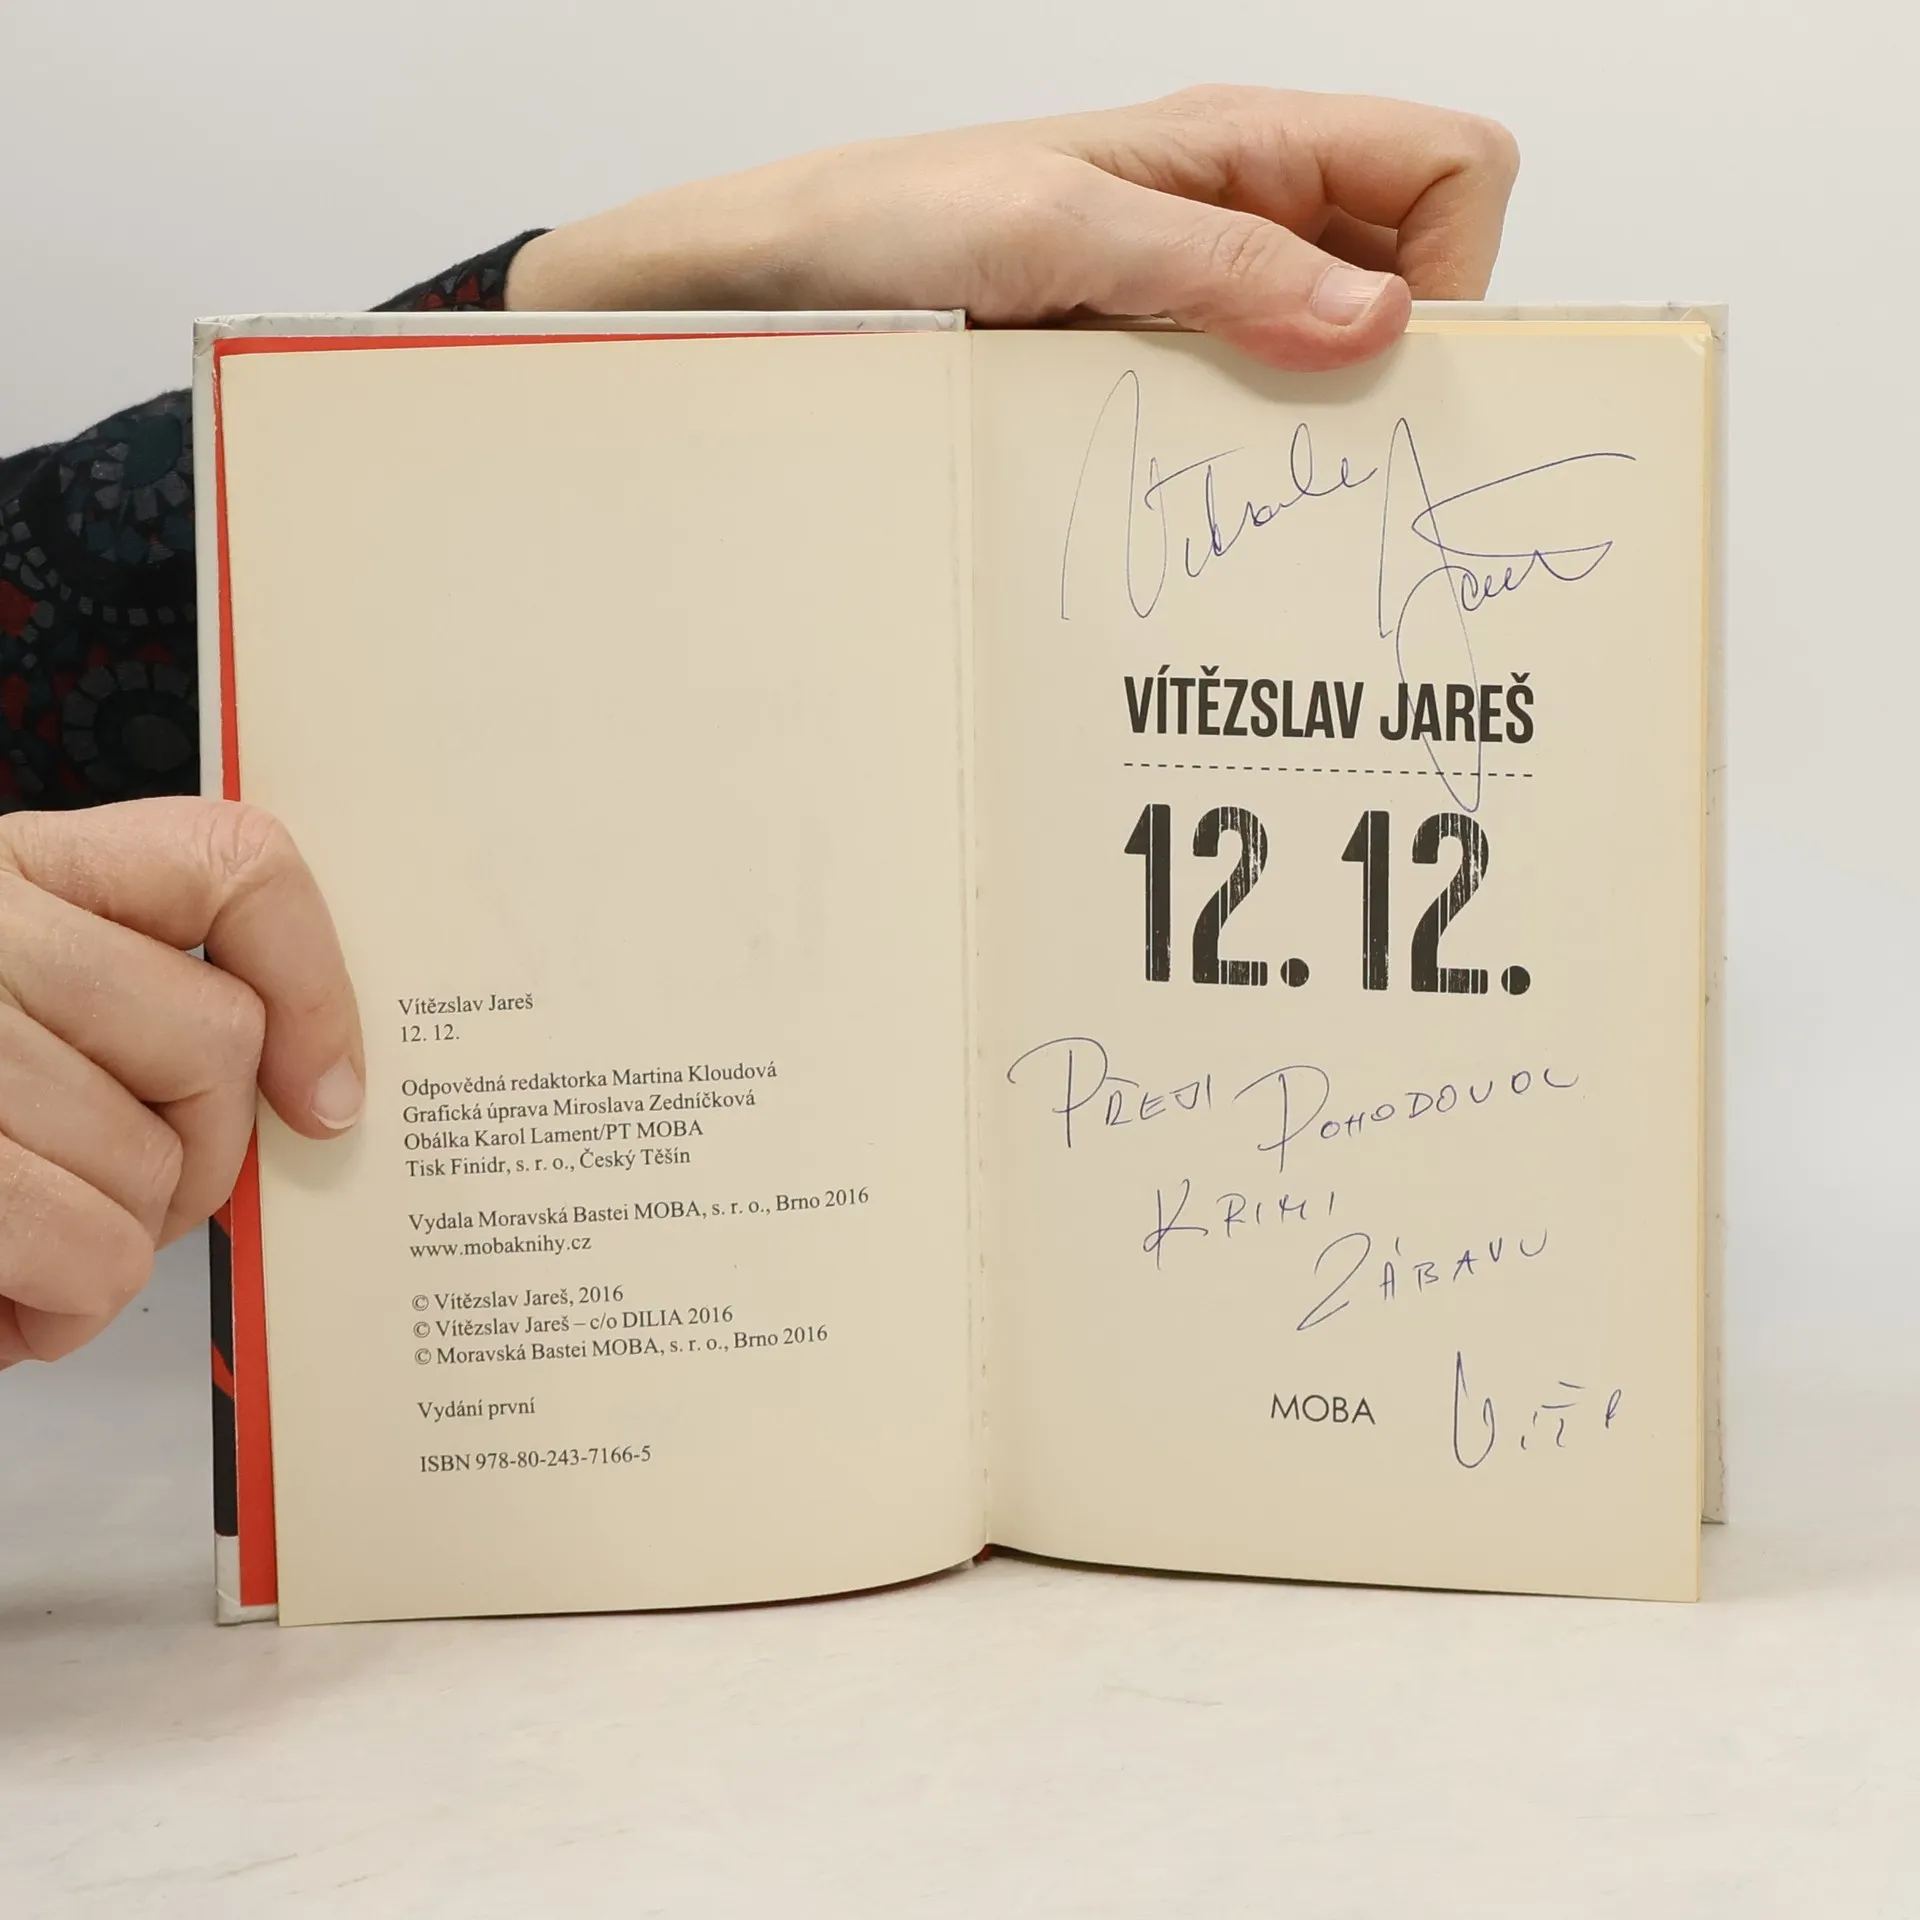 Vítězslav Jareš
12. 12.
Odpovědná redaktorka Martina Kloudová
Grafická úprava Miroslava Zedníčková
Obálka Karol Lament/PT MOBA
Tisk Finidr, s. r. o., Český Těšín
Vydala Moravská Bastei MOBA, s. r. o., Brno 2016
www.mobaknihy.cz
© Vítězslav Jareš, 2016
© Vítězslav Jareš – c/o DILIA 2016
© Moravská Bastei MOBA, s. r. o., Brno 2016
Vydání první
ISBN 978-80-243-7166-5
VÍTĚZSLAV JAREŠ
12. 12.
PŘEJI POHODOVOU
KRIMI
ZÁBAVU
MOBA